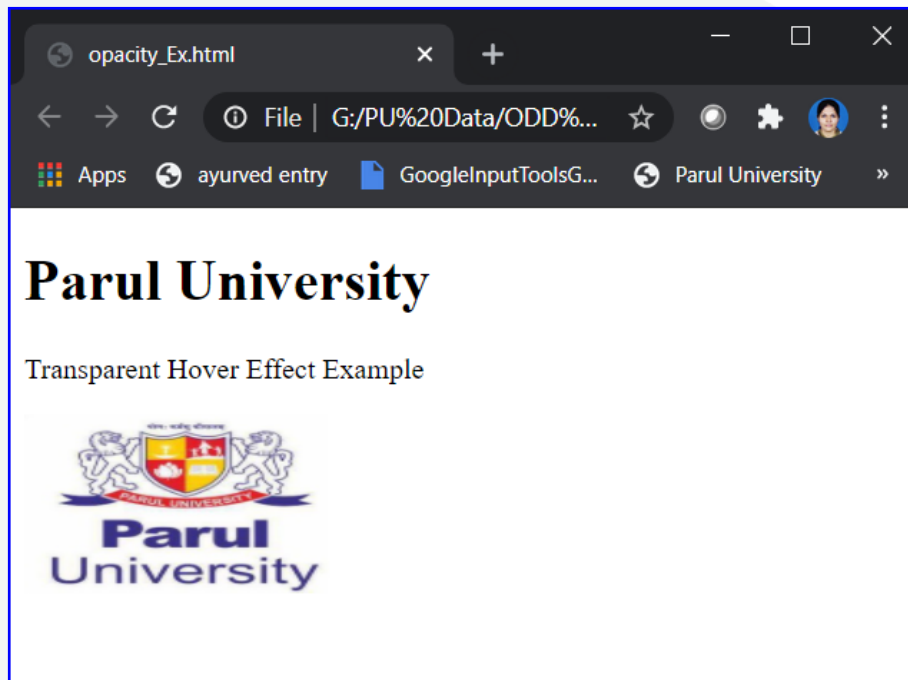 opacity_Ex.html
File | G:/PU%20Data/ODD%...
Apps ayurved entry GoogleInputToolsG... Parul University »
Parul University
Transparent Hover Effect Example
PARUL UNIVERSITY
Parul
University